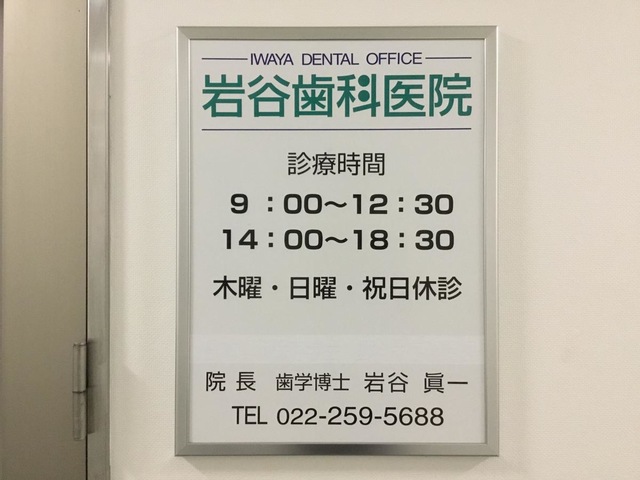 IWAYA DENTAL OFFICE
岩谷歯科医院
診療時間
9：00～12：30
14：00～18：30
木曜・日曜・祝日休診
院長 歯学博士 岩谷 眞一
TEL 022-259-5688